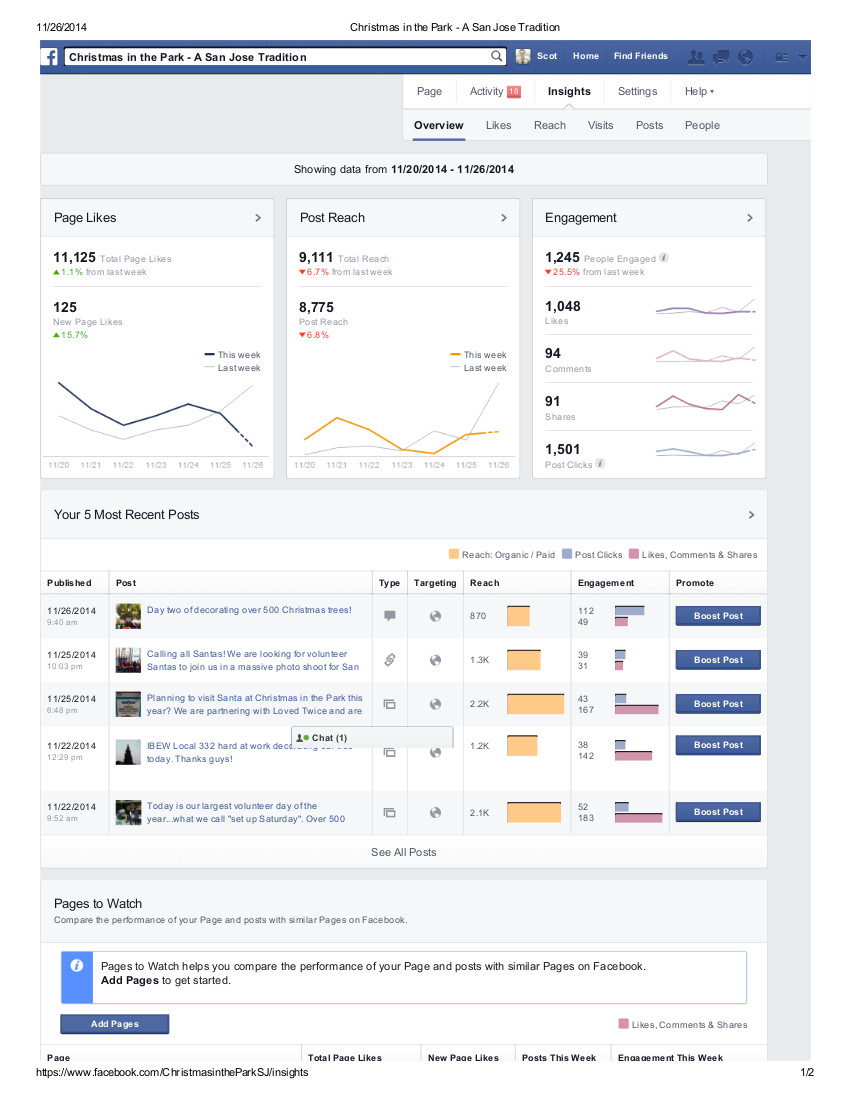 11/26/2014 Christmas in the Park - A San Jose Tradition
Christmas in the Park - A San Jose Tradition Scot Home Find Friends
Page Activity 18 Insights Settings Help
Overview Likes Reach Visits Posts People
Showing data from 11/20/2014 - 11/26/2014
Page Likes
11,125 Total Page Likes
1.1% from last week
125
New Page Likes
15.7%
This week
Last week
11/20 11/21 11/22 11/23 11/24 11/25 11/26
Post Reach
9,111 Total Reach
6.7% from last week
8,775
Post Reach
6.8%
This week
Last week
11/20 11/21 11/22 11/23 11/24 11/25 11/26
Engagement
1,245 People Engaged i
25.5% from last week
1,048
Likes
94
Comments
91
Shares
1,501
Post Clicks i
Your 5 Most Recent Posts
Reach: Organic / Paid Post Clicks Likes, Comments & Shares
Published Post Type Targeting Reach Engagement Promote
11/26/2014 Day two of decorating over 500 Christmas trees! 870 112 Boost Post
9:40 am 49
11/25/2014 Calling all Santas! We are looking for volunteer 1.3K 39 Boost Post
10:03 pm Santas to join us in a massive photo shoot for San 31
11/25/2014 Planning to visit Santa at Christmas in the Park this 2.2K 43 Boost Post
6:48 pm year? We are partnering with Loved Twice and are 167
Chat (1)
11/22/2014 IBEW Local 332 hard at work 1.2K 38 Boost Post
12:29 pm today. Thanks guys! 142
11/22/2014 Today is our largest volunteer day of the 2.1K 52 Boost Post
9:52 am year...what we call "set up Saturday". Over 500 183
See All Posts
Pages to Watch
Compare the performance of your Page and posts with similar Pages on Facebook.
i Pages to Watch helps you compare the performance of your Page and posts with similar Pages on Facebook.
Add Pages to get started.
Add Pages Likes, Comments & Shares
Page Total Page Likes New Page Likes Posts This Week Engagement This Week
https://www.facebook.com/ChristmasintheParkSJ/insights 1/2